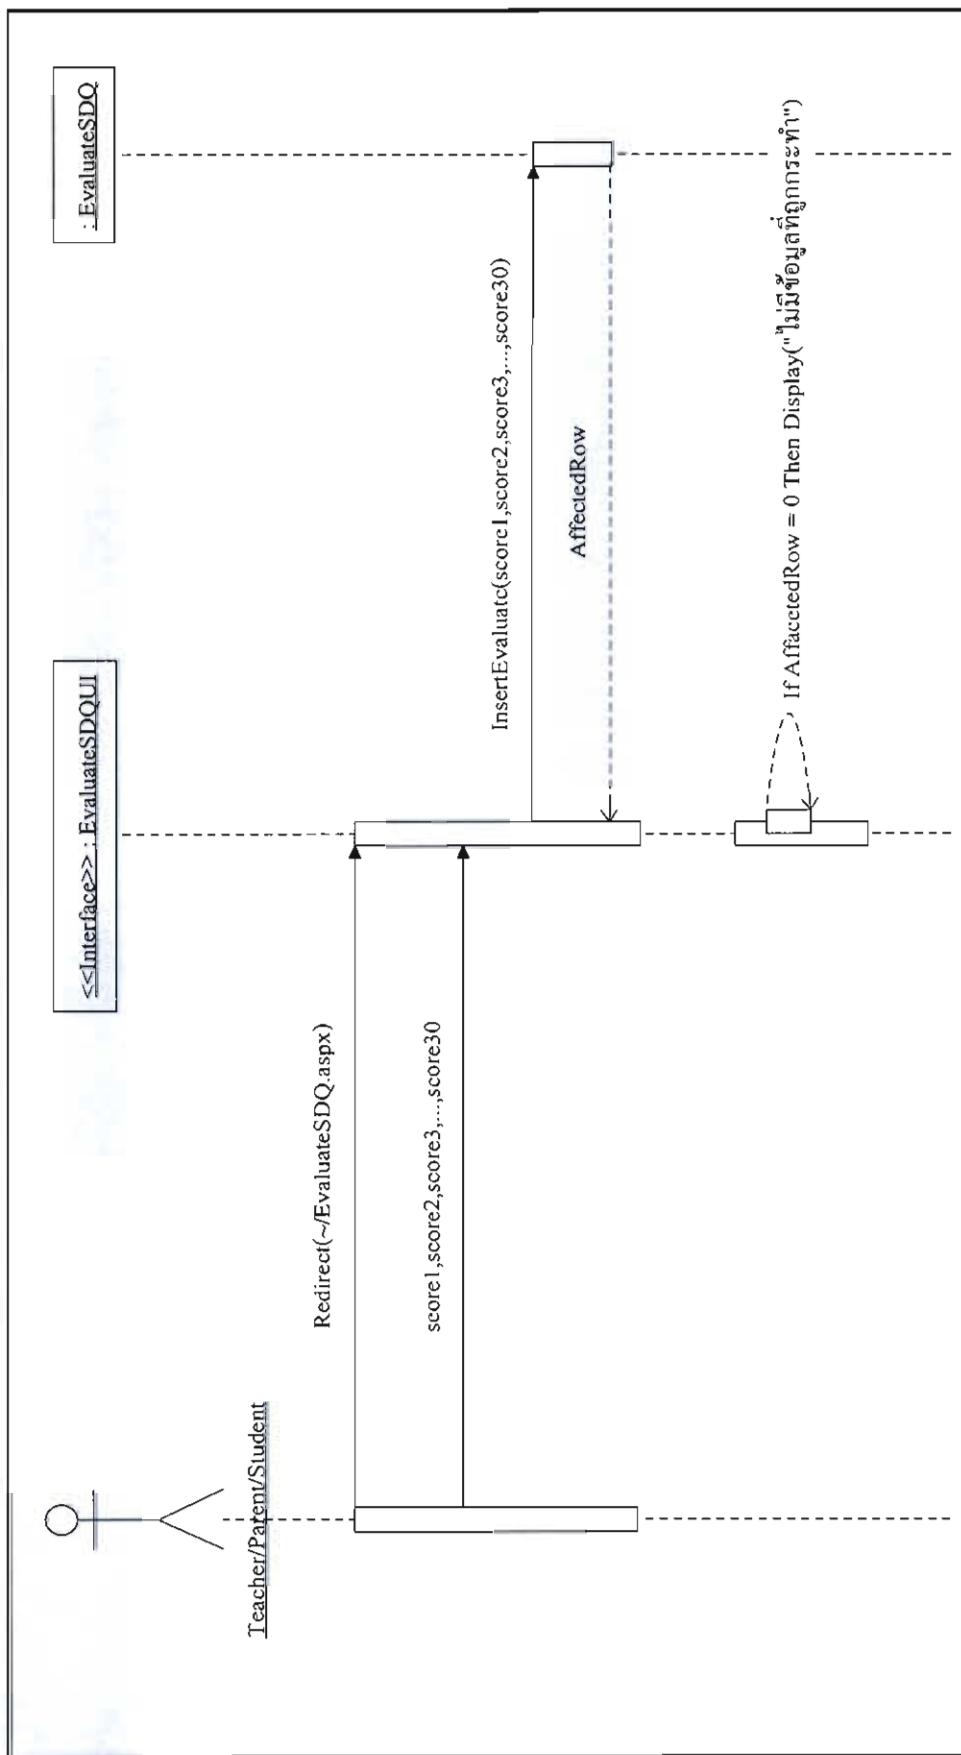 Teacher/Parent/Student
<<Interface>> : EvaluateSDQUI
: EvaluateSDQ
Redirect(~/EvaluateSDQ.aspx)
score1,score2,score3,...,score30
InsertEvaluate(score1,score2,score3,...,score30)
AffectedRow
If AffacctedRow = 0 Then Display("ไม่มีข้อมูลที่ถูกกระทำ")